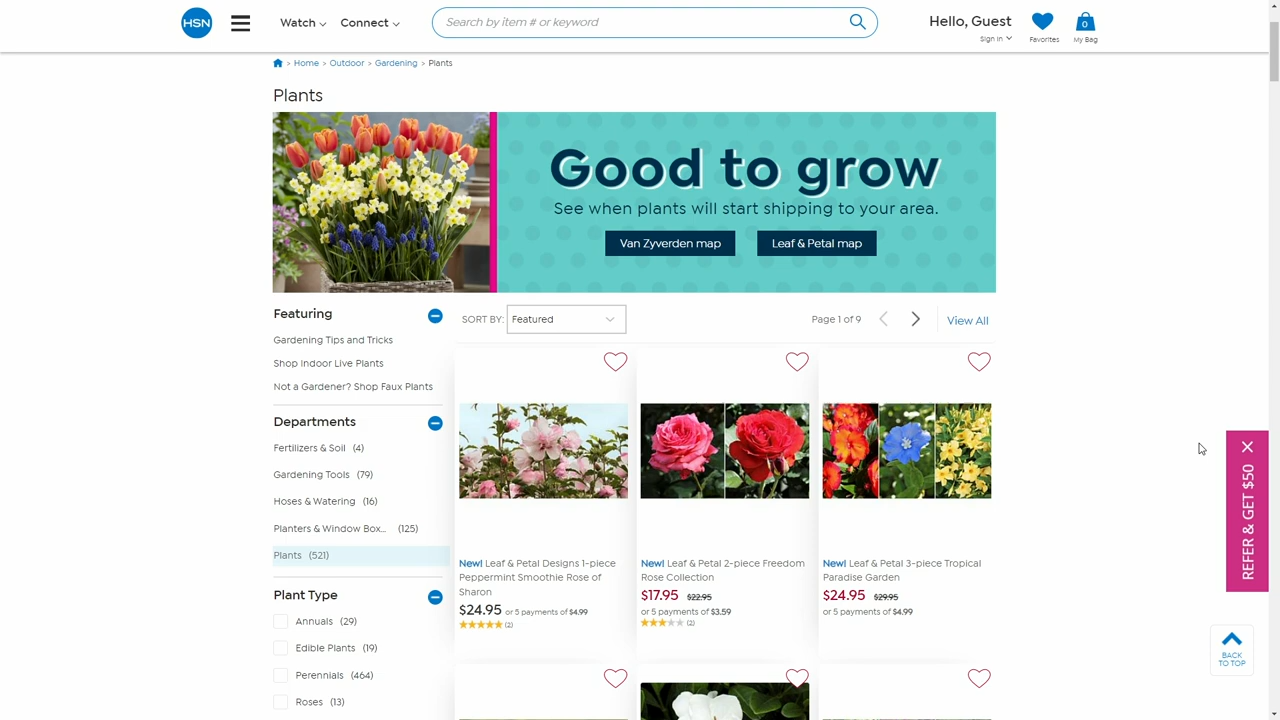 HSN
Watch
Connect
Search by item # or keyword
Hello, Guest
Sign In
Favorites
0
My Bag
> Home > Outdoor > Gardening > Plants
Plants
Good to grow
See when plants will start shipping to your area.
Van Zyverden map
Leaf & Petal map
Featuring
Gardening Tips and Tricks
Shop Indoor Live Plants
Not a Gardener? Shop Faux Plants
Departments
Fertilizers & Soil (4)
Gardening Tools (79)
Hoses & Watering (16)
Planters & Window Box... (125)
Plants (521)
Plant Type
Annuals (29)
Edible Plants (19)
Perennials (464)
Roses (13)
SORT BY: Featured
Page 1 of 9
View All
New! Leaf & Petal Designs 1-piece
Peppermint Smoothie Rose of
Sharon
$24.95 or 5 payments of $4.99
(2)
New! Leaf & Petal 2-piece Freedom
Rose Collection
$17.95 $22.95
or 5 payments of $3.59
(2)
New! Leaf & Petal 3-piece Tropical
Paradise Garden
$24.95 $29.95
or 5 payments of $4.99
REFER & GET $50
BACK
TO TOP